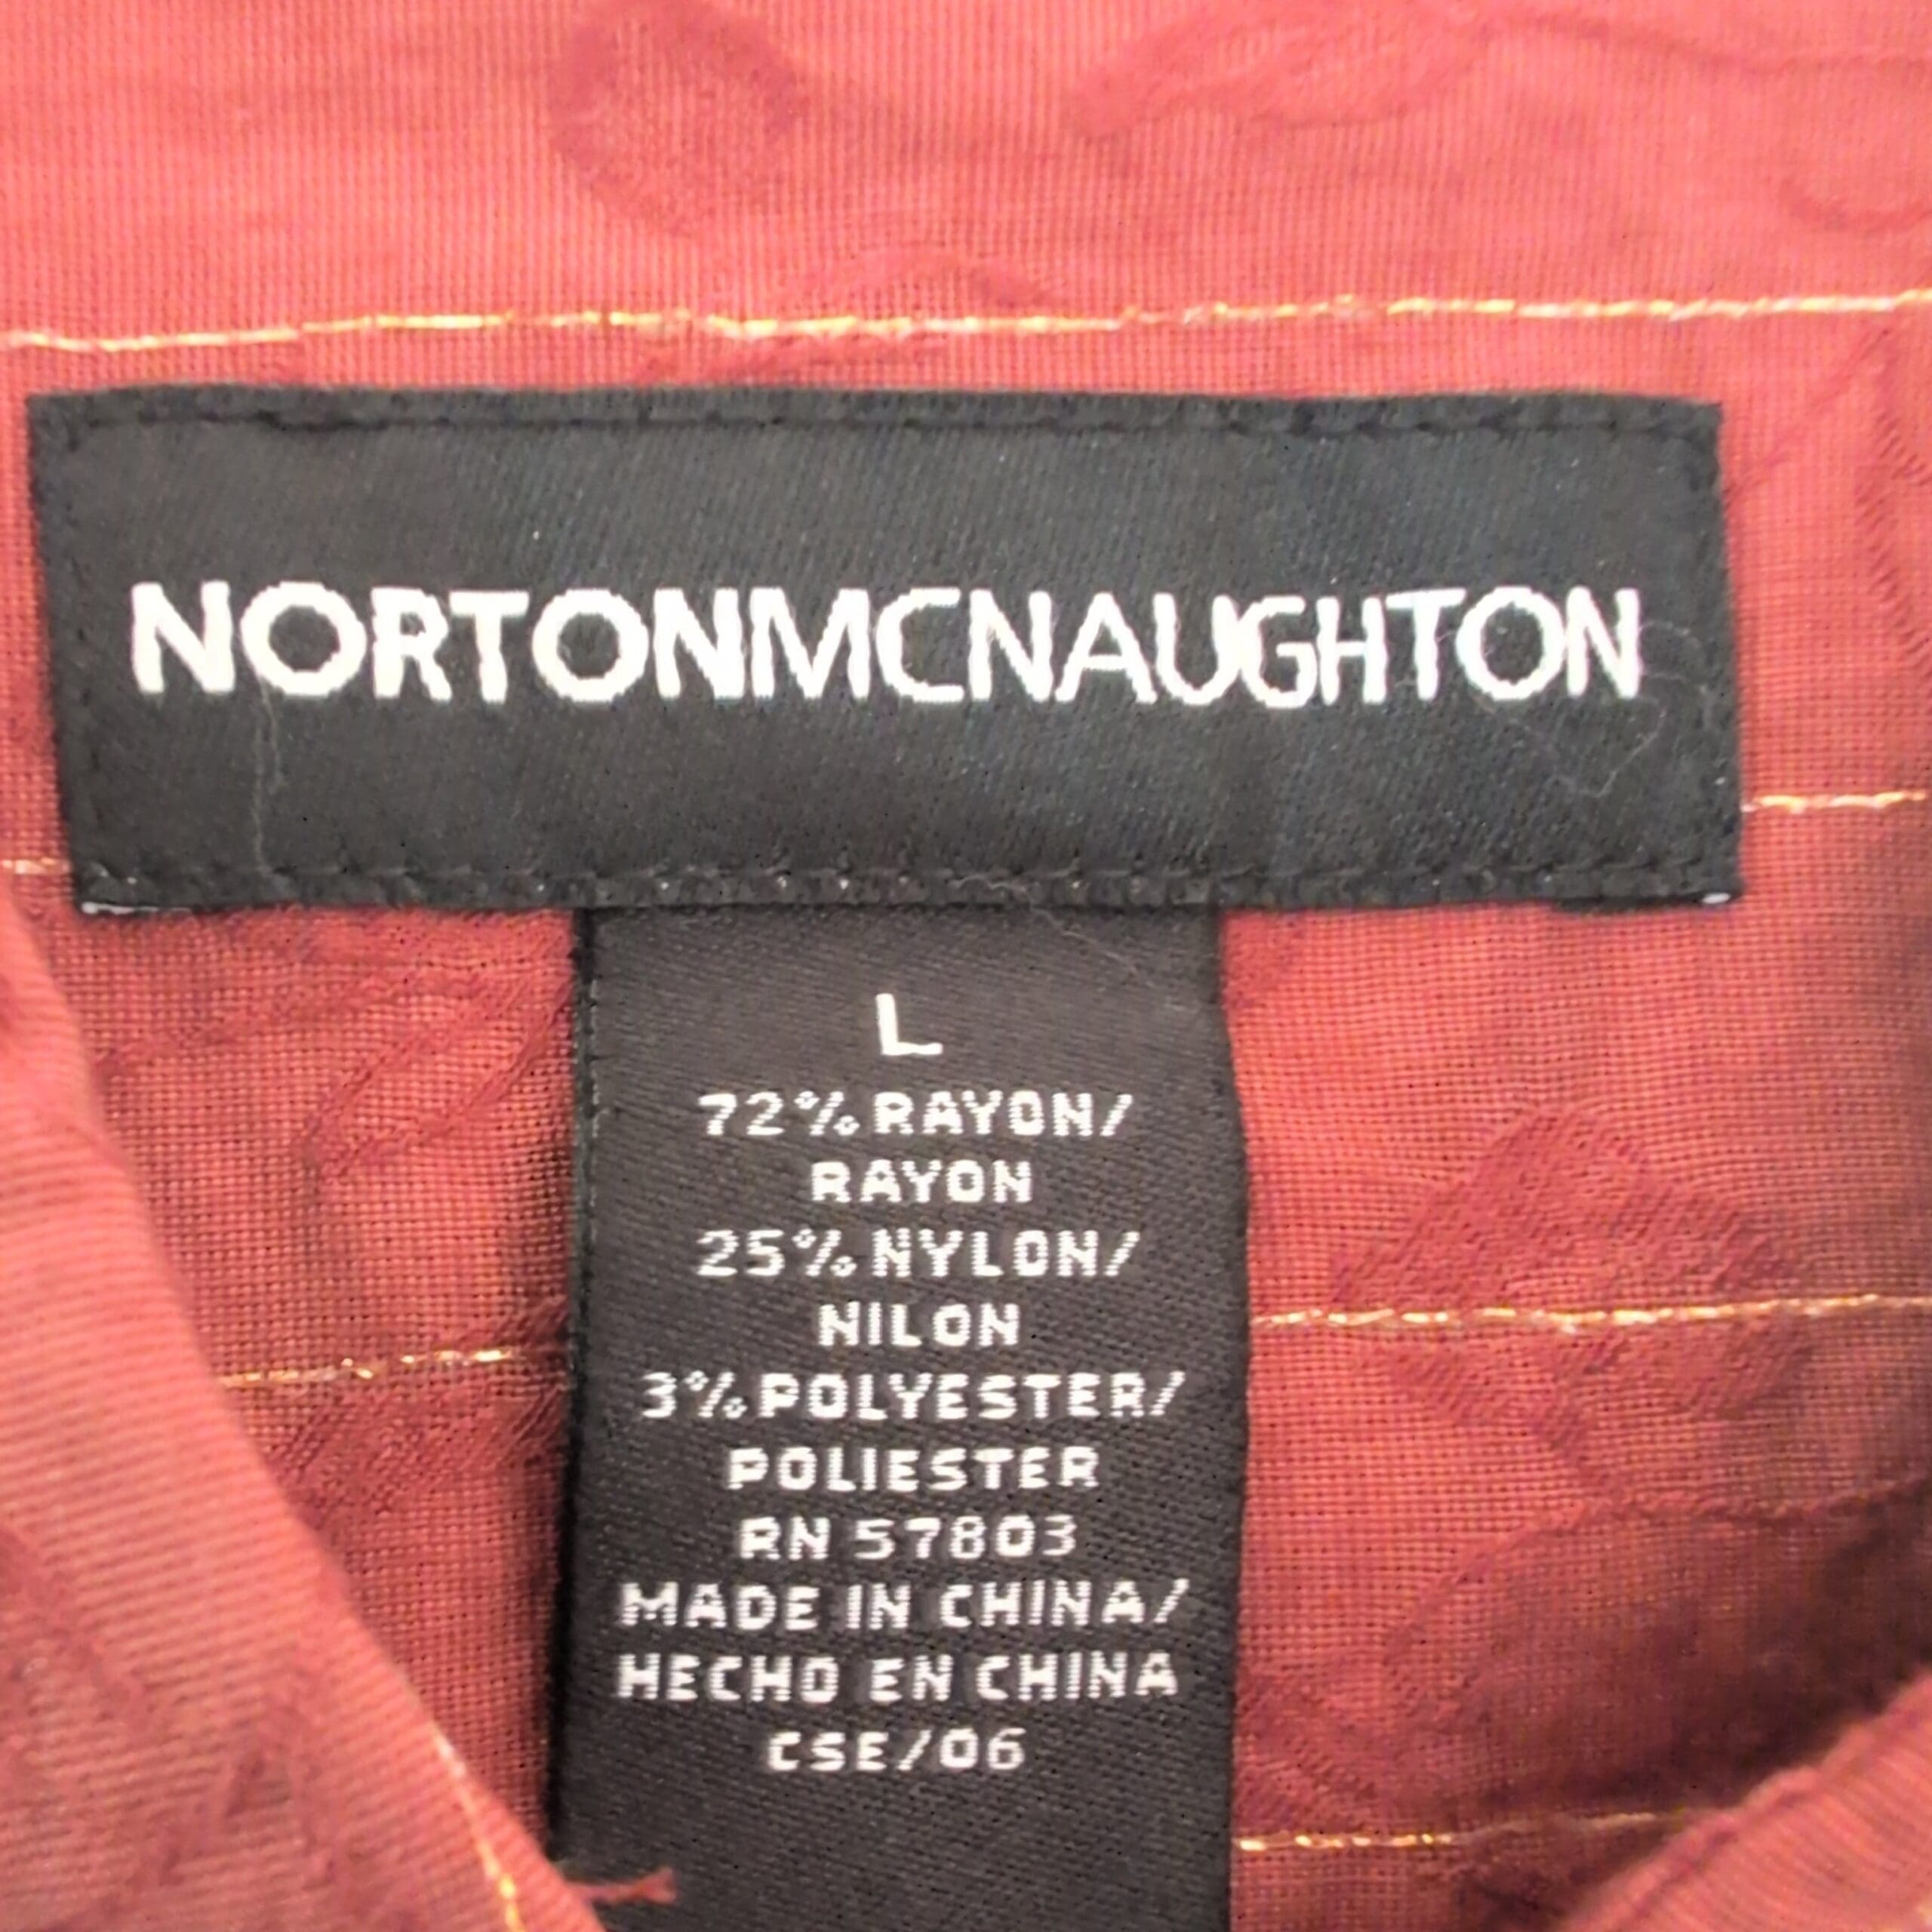 NORTONMCNAUGHTON
L
72% RAYON/
RAYON
25% NYLON/
NILON
3% POLYESTER/
POLIESTER
RN 57803
MADE IN CHINA/
HECHO EN CHINA
CSE/06